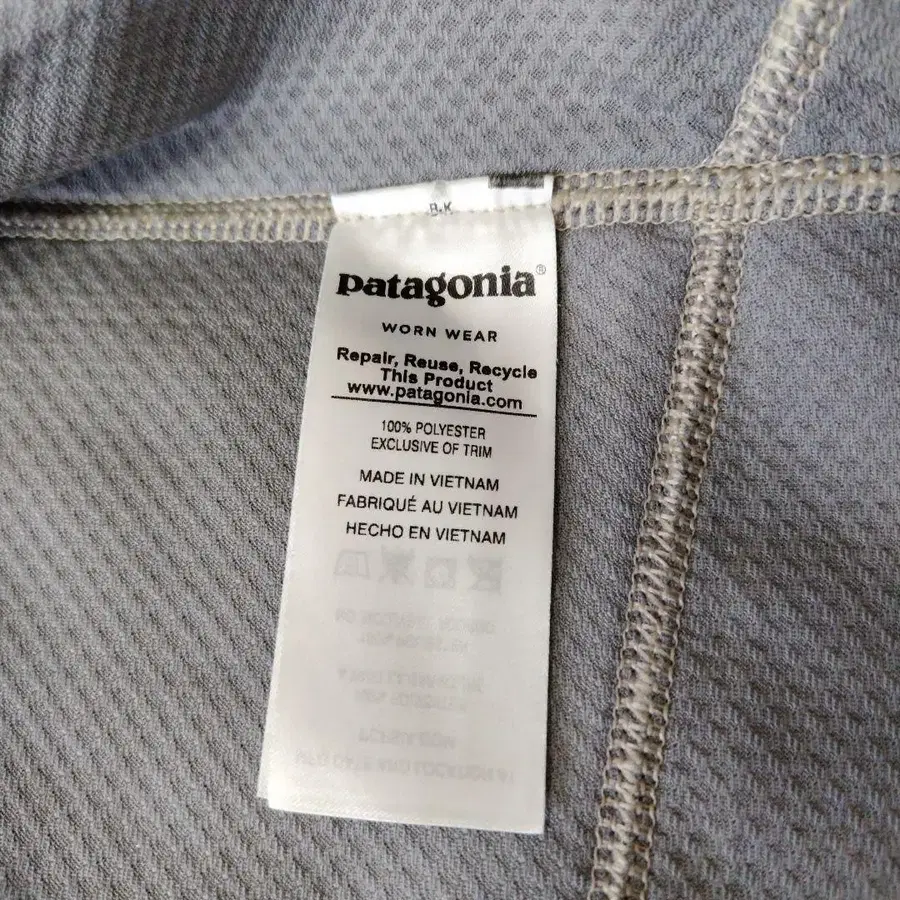 B-K
patagonia®
WORN WEAR
Repair, Reuse, Recycle
This Product
www.patagonia.com
100% POLYESTER
EXCLUSIVE OF TRIM
MADE IN VIETNAM
FABRIQUÉ AU VIETNAM
HECHO EN VIETNAM